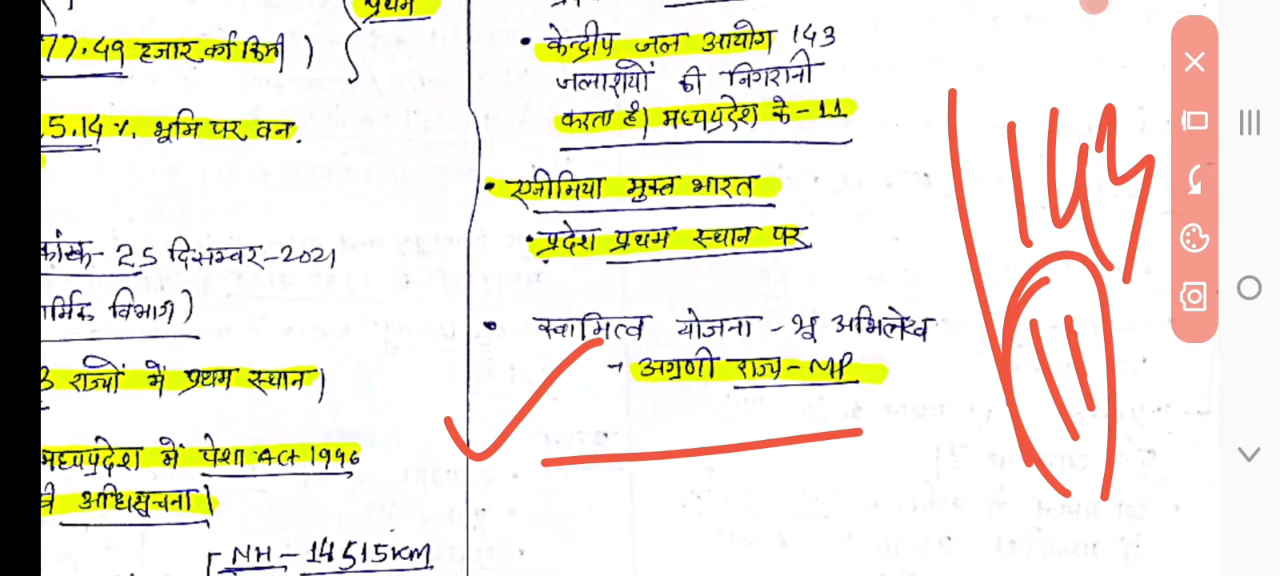 प्रथम
77.49 हजार वर्ग किमी )
5.14% भूमि पर वन.
25 दिसम्बर-2021
विभाग)
3 राज्यों में प्रथम स्थान)
मध्यप्रदेश में पेशा Act 1996
अधिसूचना)
NH - 14515 KM
• केन्द्रीय जल आयोग 143
जलाशयों की निगरानी
करता है। मध्यप्रदेश के - 11
• एनीमिया मुक्त भारत
• प्रदेश प्रथम स्थान पर
• स्वामित्व योजना - भू अभिलेख
→ अग्रणी राज्य - MP
143
11